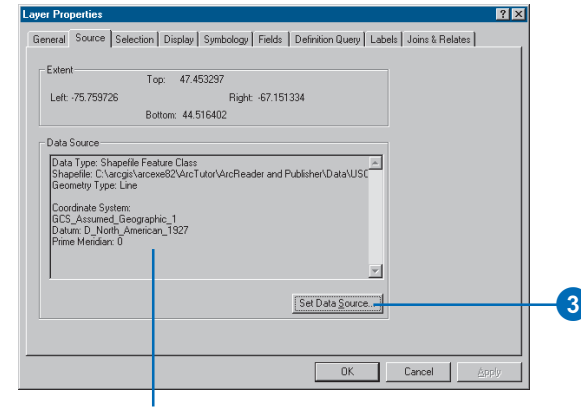 Layer Properties
General Source Selection Display Symbology Fields Definition Query Labels Joins & Relates
Extent
Top: 47.453297
Left: -75.759726 Right: -67.151334
Bottom: 44.516402
Data Source
Data Type: Shapefile Feature Class
Shapefile: C:\arcgis\arcexe82\ArcTutor\ArcReader and Publisher\Data\USC
Geometry Type: Line
Coordinate System:
GCS_Assumed_Geographic_1
Datum: D_North_American_1927
Prime Meridian: 0
Set Data Source...
3
OK Cancel Apply